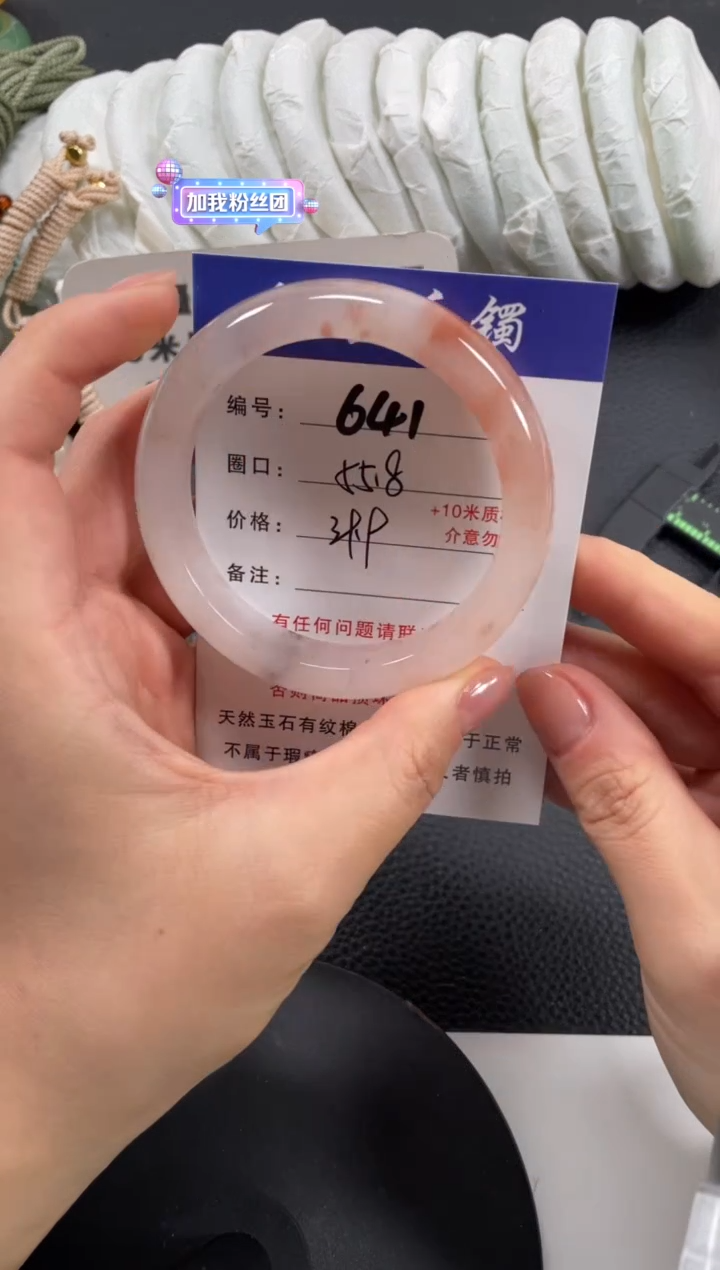 加我粉丝团
镯
编号： 641
圈口： 55.8
价格：
+10米质
介意勿
备注：
有任何问题请联
天然玉石有纹棉
于正常
不属于瑕
者慎拍